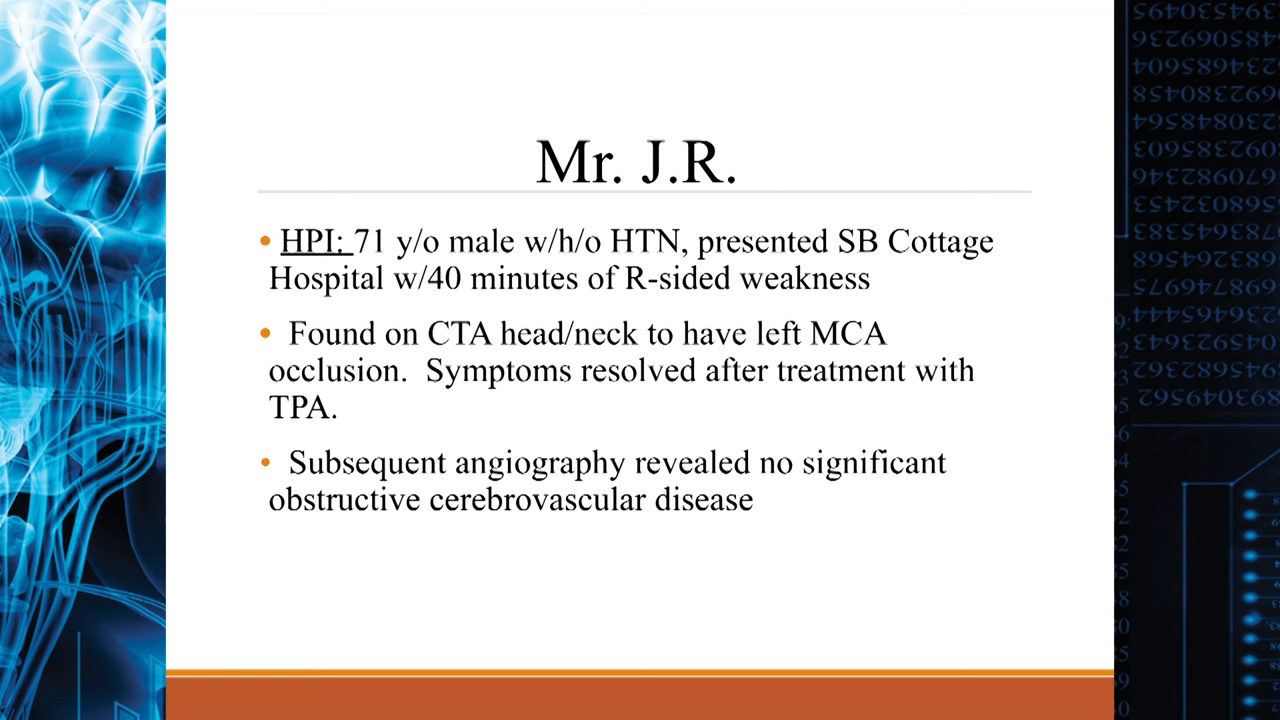 Mr. J.R.
• HPI: 71 y/o male w/h/o HTN, presented SB Cottage
Hospital w/40 minutes of R-sided weakness
• Found on CTA head/neck to have left MCA
occlusion.  Symptoms resolved after treatment with
TPA.
• Subsequent angiography revealed no significant
obstructive cerebrovascular disease